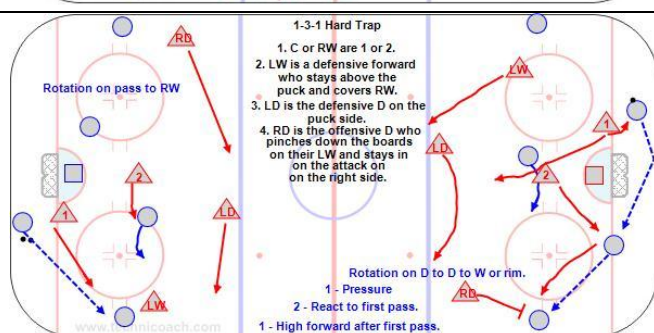 1-3-1 Hard Trap
1. C or RW are 1 or 2.
2. LW is a defensive forward
who stays above the
puck and covers RW.
3. LD is the defensive D on the
puck side.
4. RD is the offensive D who
pinches down the boards
on their LW and stays in
on the attack on
on the right side.
Rotation on pass to RW
RD
2
1
LD
LW
LW
1
LD
2
RD
Rotation on D to D to W or rim.
1 - Pressure
2 - React to first pass.
1 - High forward after first pass.